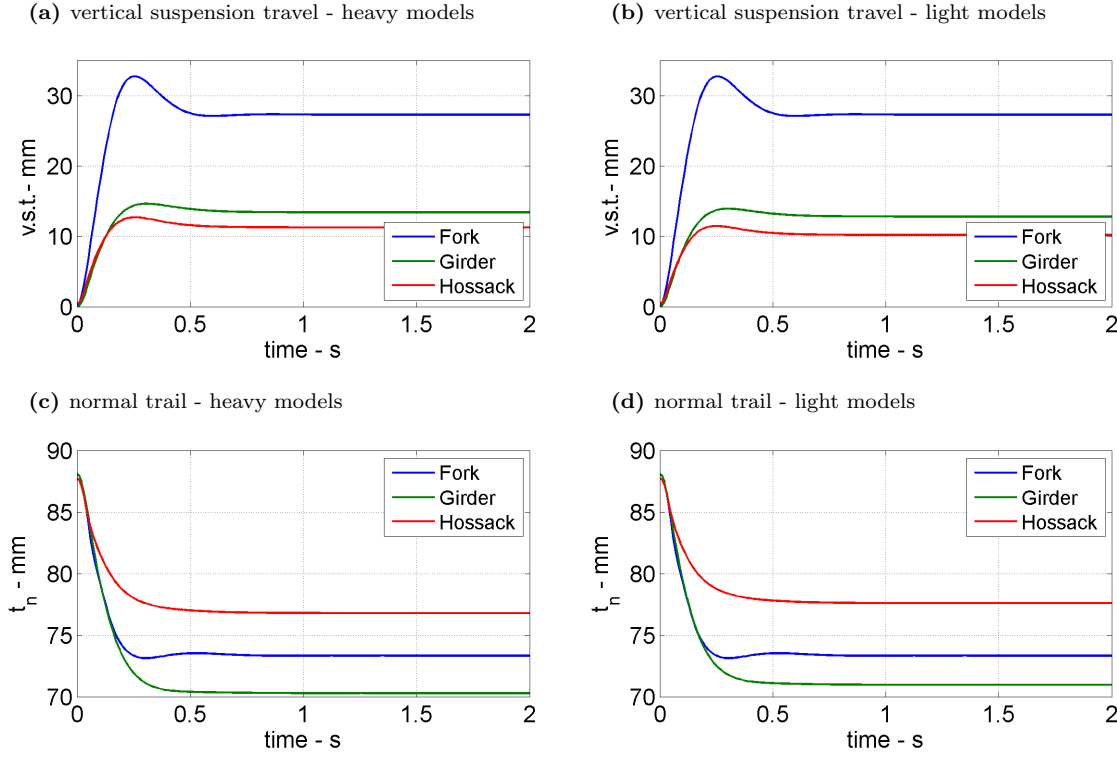 (a) vertical suspension travel - heavy models
v.s.t.- mm
30
20
10
0
0 0.5 1 1.5 2
time - s
Fork
Girder
Hossack
(b) vertical suspension travel - light models
v.s.t.- mm
30
20
10
0
0 0.5 1 1.5 2
time - s
Fork
Girder
Hossack
(c) normal trail - heavy models
t_n - mm
90
85
80
75
70
0 0.5 1 1.5 2
time - s
Fork
Girder
Hossack
(d) normal trail - light models
t_n - mm
90
85
80
75
70
0 0.5 1 1.5 2
time - s
Fork
Girder
Hossack